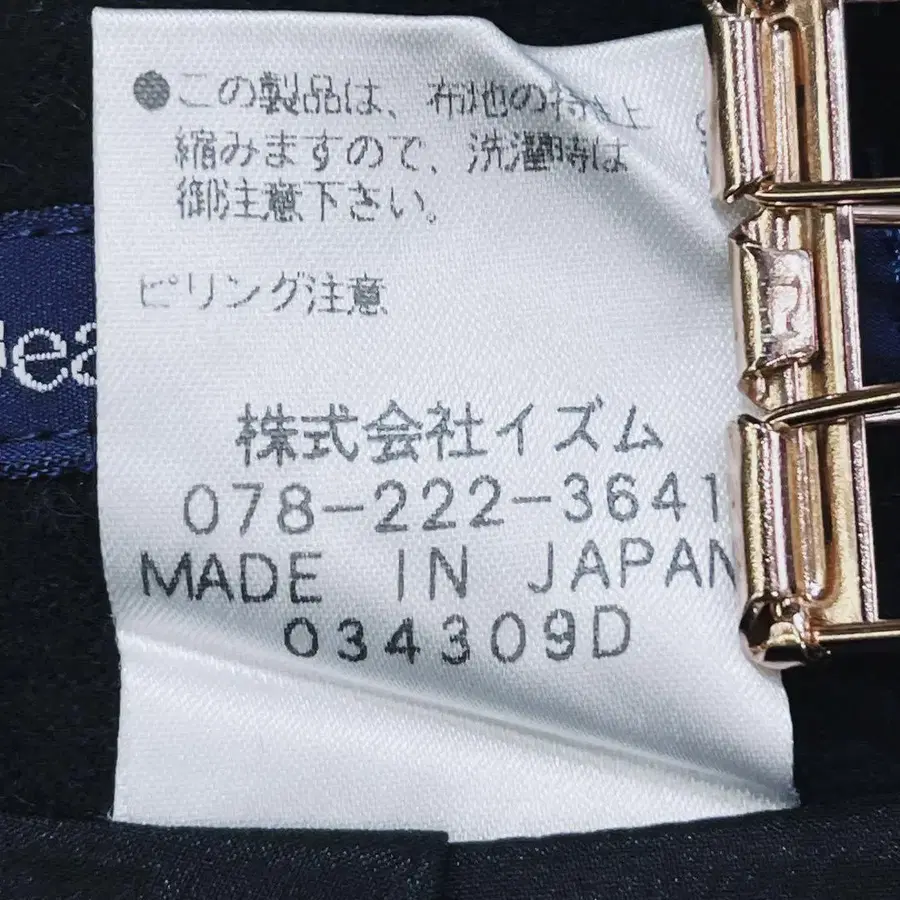 ●この製品は、布地の特性上
縮みますので、洗濯時は
御注意下さい。
ピリング注意
株式会社イズム
078-222-3641
MADE IN JAPAN
034309D